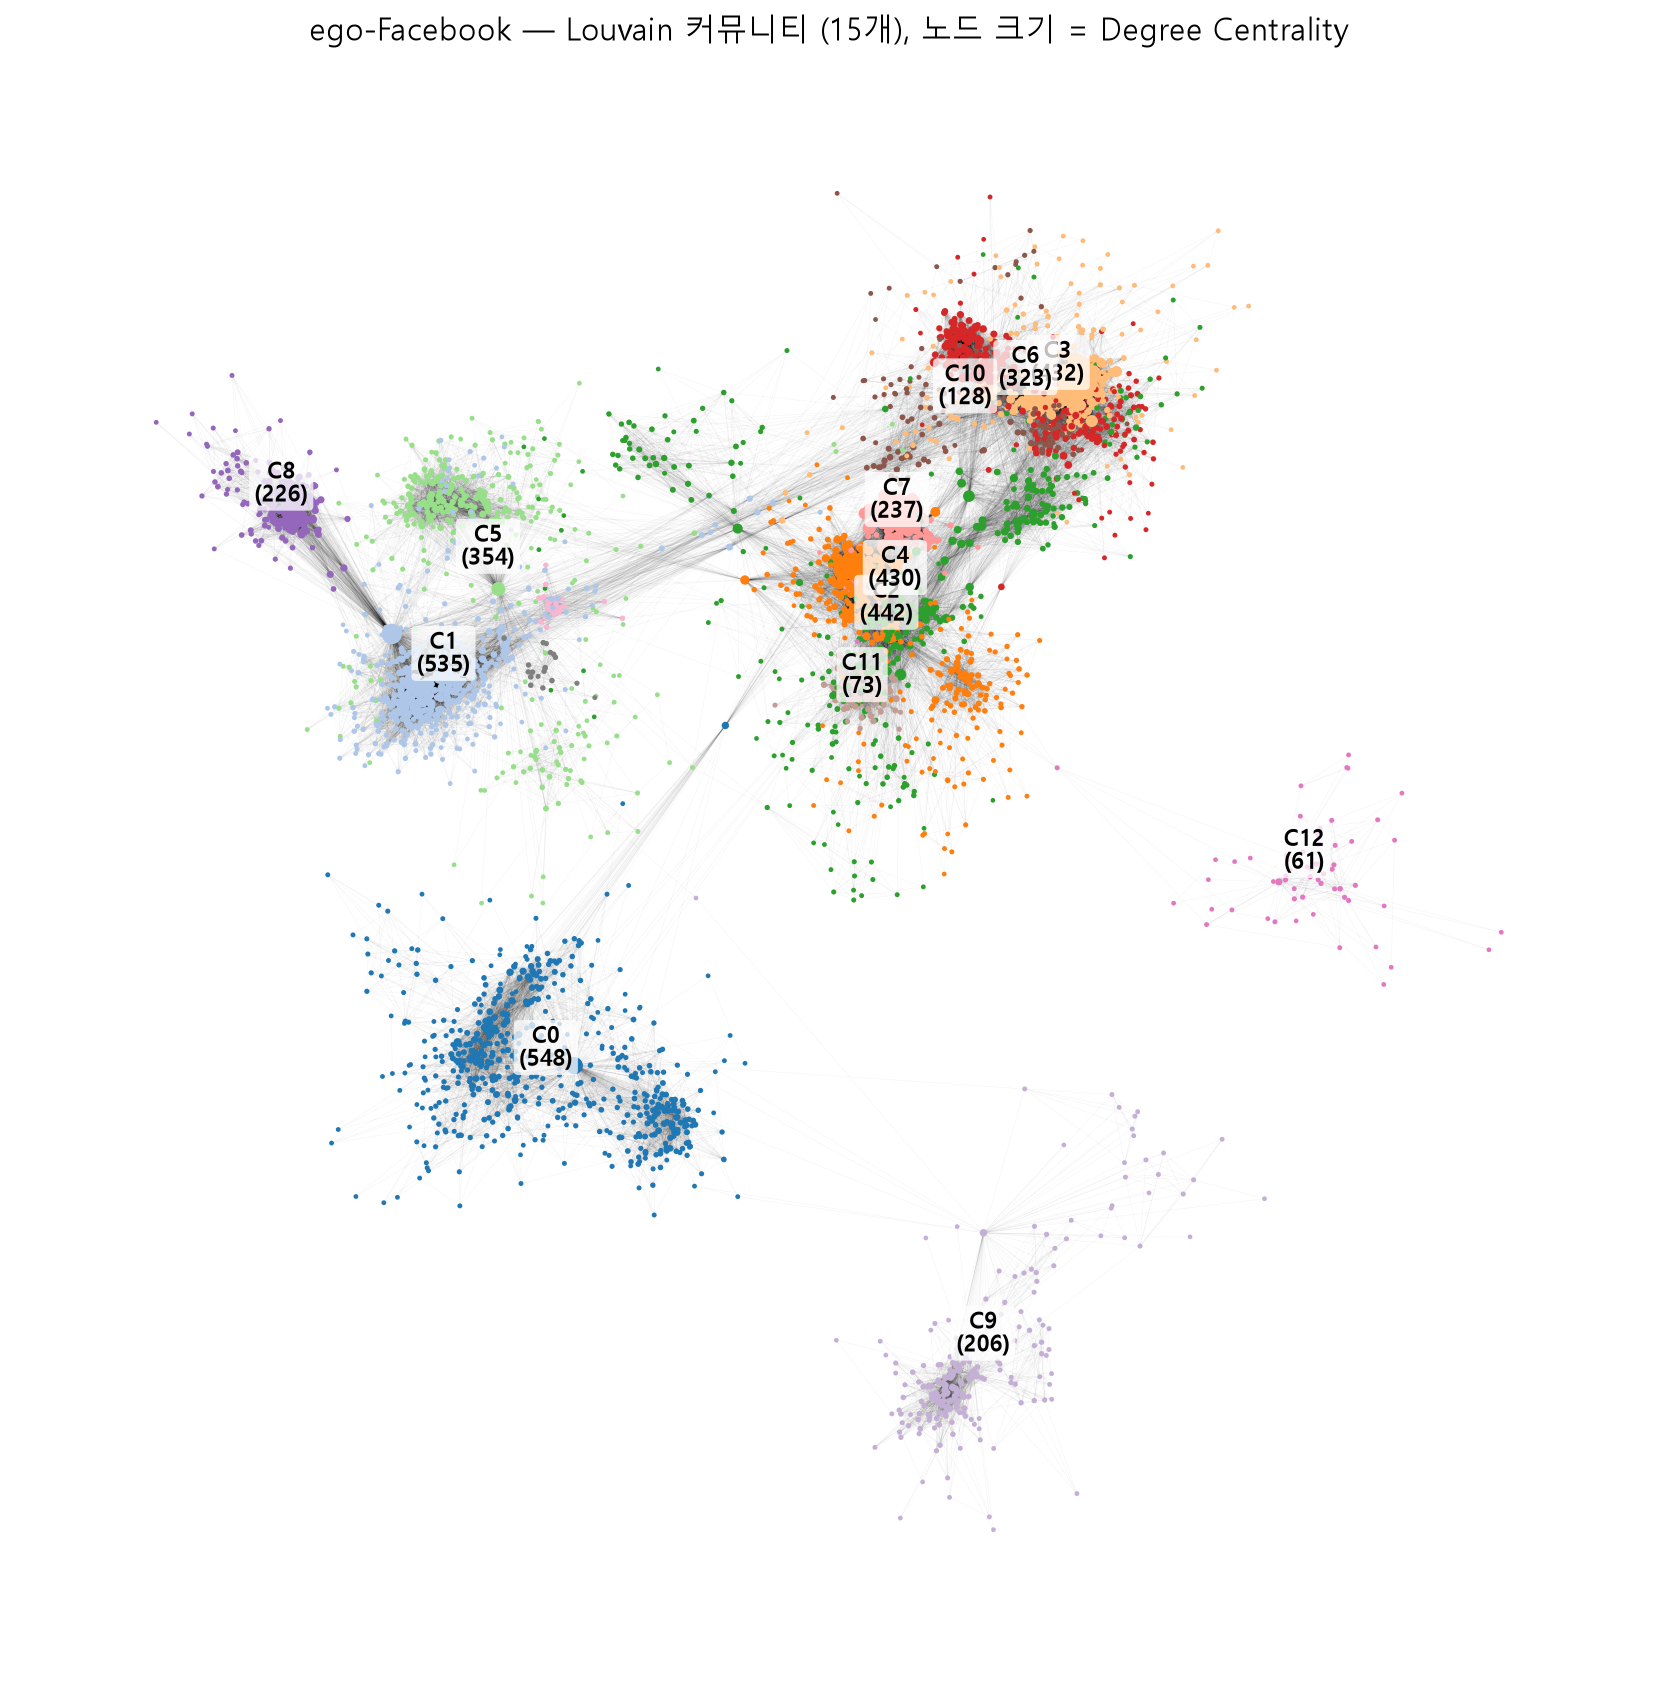 ego-Facebook — Louvain 커뮤니티 (15개), 노드 크기 = Degree Centrality
C6
C3
(323)
C10
(128)
C8
(226)
C7
(237)
C5
(354)
C4
(430)
(442)
C1
(535)
C11
(73)
C12
(61)
C0
(548)
C9
(206)